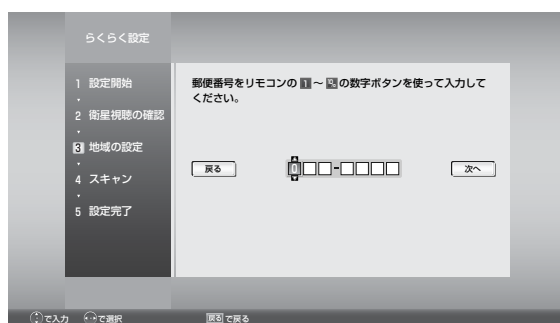 らくらく設定
1 設定開始
2 衛星視聴の確認
3 地域の設定
4 スキャン
5 設定完了
郵便番号をリモコンの 1 ～ の数字ボタンを使って入力して
ください。
戻る
-
次へ
で入力 で選択 戻る で戻る